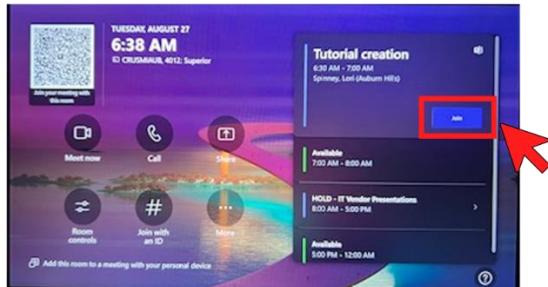 TUESDAY, AUGUST 27
6:38 AM
CRUSMIAUB, 4012: Superior
Join your meeting with
this room
Meet now
Call
Share
Room
controls
Join with
an ID
More
Add this room to a meeting with your personal device
Tutorial creation
6:30 AM - 7:00 AM
Spinney, Lori (Auburn Hills)
Join
Available
7:00 AM - 8:00 AM
HOLD - IT Vendor Presentations
8:00 AM - 5:00 PM
Available
5:00 PM - 12:00 AM